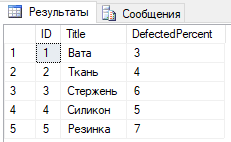 Результаты Сообщения
ID Title DefectedPercent
1 1 Вата 3
2 2 Ткань 4
3 3 Стержень 6
4 4 Силикон 5
5 5 Резинка 7